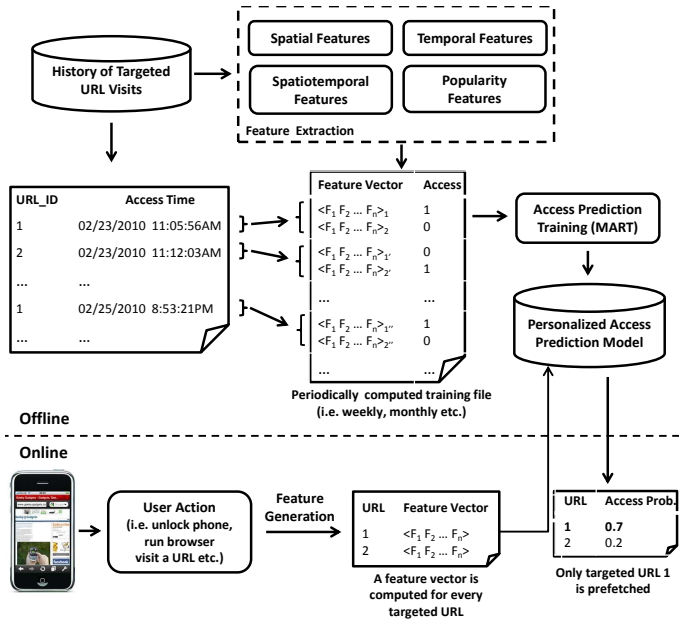 History of Targeted
URL Visits
Spatial Features
Temporal Features
Spatiotemporal
Features
Popularity
Features
Feature Extraction
URL_ID Access Time
1 02/23/2010 11:05:56AM
2 02/23/2010 11:12:03AM
... ...
1 02/25/2010 8:53:21PM
... ...
Feature Vector Access
<F1 F2 ... Fn>1 1
<F1 F2 ... Fn>2 0
<F1 F2 ... Fn>1' 0
<F1 F2 ... Fn>2' 1
... ...
<F1 F2 ... Fn>1'' 1
<F1 F2 ... Fn>2'' 0
... ...
Periodically computed training file
(i.e. weekly, monthly etc.)
Access Prediction
Training (MART)
Personalized Access
Prediction Model
Offline
Online
User Action
(i.e. unlock phone,
run browser
visit a URL etc.)
Feature
Generation
URL Feature Vector
1 <F1 F2 ... Fn>
2 <F1 F2 ... Fn>
A feature vector is
computed for every
targeted URL
URL Access Prob.
1 0.7
2 0.2
Only targeted URL 1
is prefetched